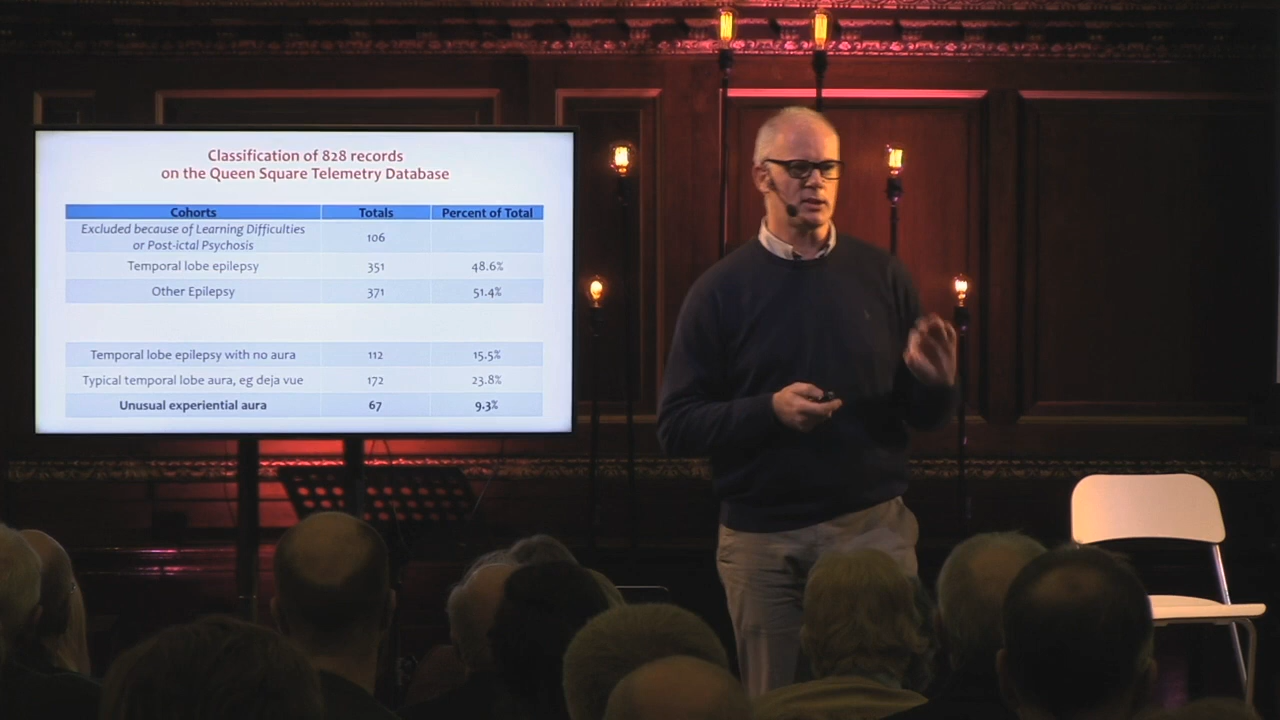 Classification of 828 records
on the Queen Square Telemetry Database
Cohorts Totals Percent of Total
Excluded because of Learning Difficulties
or Post-ictal Psychosis 106
Temporal lobe epilepsy 351 48.6%
Other Epilepsy 371 51.4%
Temporal lobe epilepsy with no aura 112 15.5%
Typical temporal lobe aura, eg deja vue 172 23.8%
Unusual experiential aura 67 9.3%